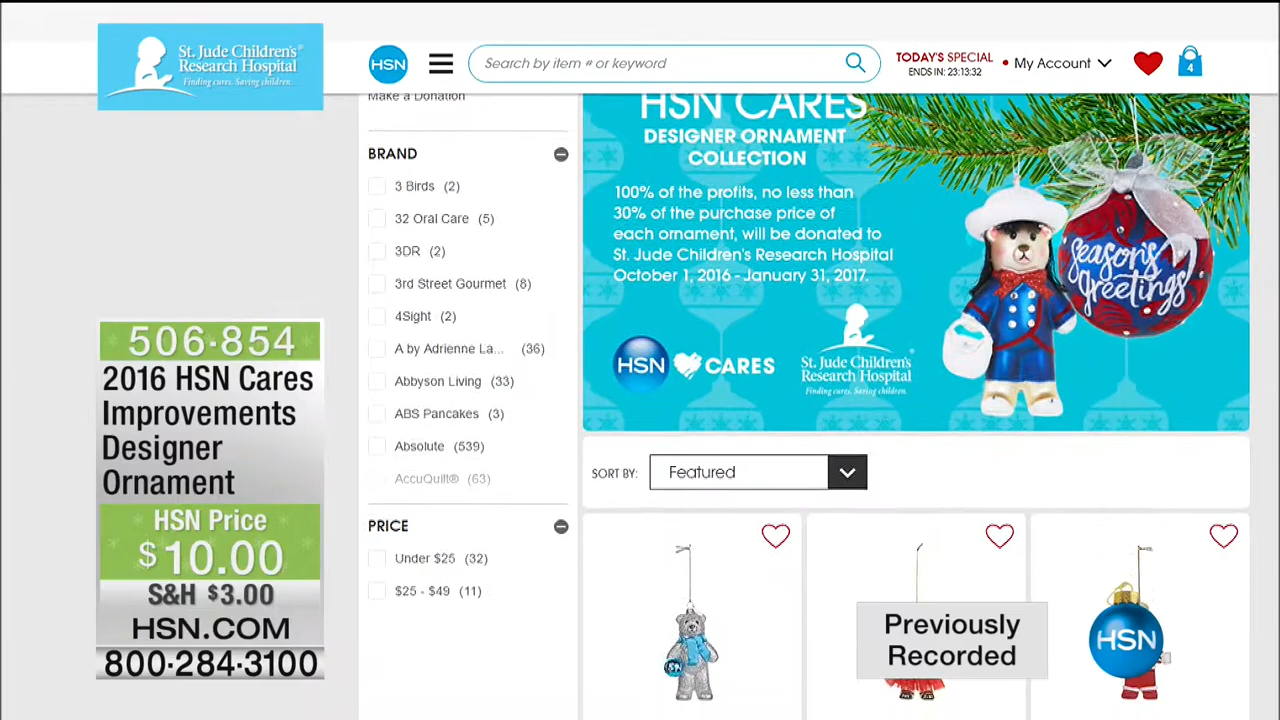 St. Jude Children's®
Research Hospital
Finding cures. Saving children.
HSN
Search by item # or keyword
TODAY'S SPECIAL
ENDS IN: 23:13:32
My Account
4
Make a Donation
BRAND
3 Birds (2)
32 Oral Care (5)
3DR (2)
3rd Street Gourmet (8)
4Sight (2)
A by Adrienne La... (36)
Abbyson Living (33)
ABS Pancakes (3)
Absolute (539)
AccuQuilt® (63)
PRICE
Under $25 (32)
$25 - $49 (11)
HSN CARES
DESIGNER ORNAMENT
COLLECTION
100% of the profits, no less than
30% of the purchase price of
each ornament, will be donated to
St. Jude Children's Research Hospital
October 1, 2016 - January 31, 2017.
HSN CARES
St. Jude Children's®
Research Hospital
Finding cures. Saving children.
Season's
greetings
SORT BY: Featured
506·854
2016 HSN Cares
Improvements
Designer
Ornament
HSN Price
$10.00
S&H $3.00
HSN.COM
800·284·3100
HSN
Previously
Recorded
HSN